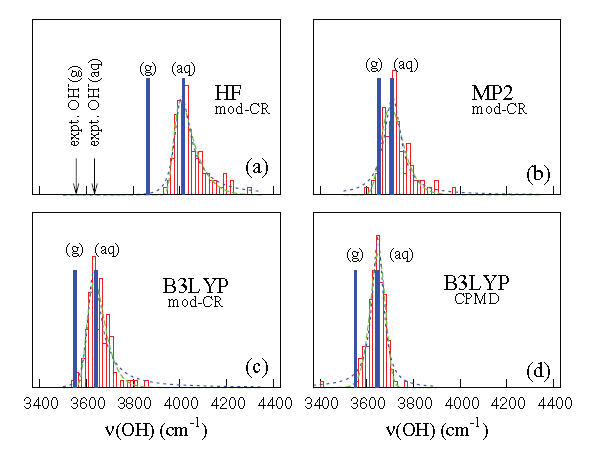 (g) (aq)
HF
mod-CR
expt. OH⁻(g)
expt. OH⁻(aq)
(a)
(g) (aq)
MP2
mod-CR
(b)
(g) (aq)
B3LYP
mod-CR
(c)
(g) (aq)
B3LYP
CPMD
(d)
3400 3600 3800 4000 4200 4400
3400 3600 3800 4000 4200 4400
ν(OH) (cm⁻¹)
ν(OH) (cm⁻¹)